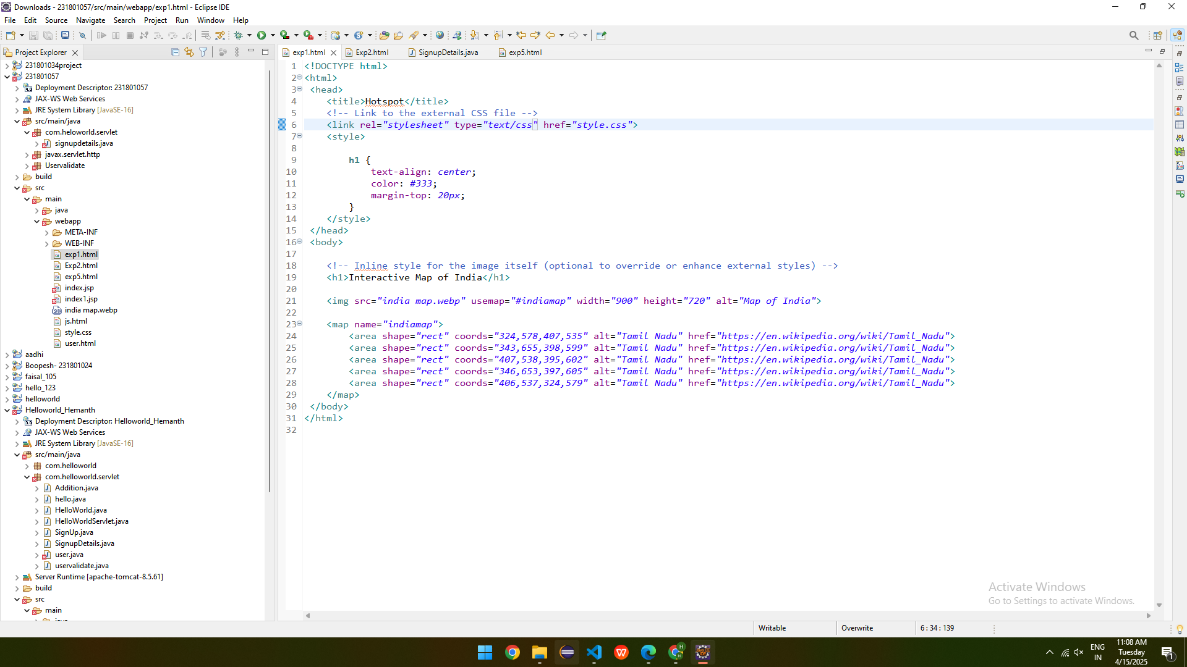 Downloads - 231801057/src/main/webapp/exp1.html - Eclipse IDE
File Edit Source Navigate Search Project Run Window Help
Project Explorer
231801034project
231801057
Deployment Descriptor: 231801057
JAX-WS Web Services
JRE System Library [JavaSE-16]
src/main/java
com.heloworld.servlet
signupdetails.java
javax.servlet.http
Uservalidate
build
src
main
java
webapp
META-INF
WEB-INF
exp1.html
Exp2.html
exp5.html
index.jsp
index1.jsp
india map.webp
js.html
style.css
user.html
aadhi
Boopesh- 231801024
faisal_105
hello_123
helloworld
Helloworld_Hemanth
Deployment Descriptor: Helloworld_Hemanth
JAX-WS Web Services
JRE System Library [JavaSE-16]
src/main/java
com.helloworld
com.helloworld.servlet
Addition.java
hello.java
HelloWorld.java
HelloWorldServlet.java
SignUp.java
SignupDetails.java
user.java
uservalidate.java
Server Runtime [apache-tomcat-8.5.61]
build
src
main
exp1.html Exp2.html SignupDetails.java exp5.html
1 <!DOCTYPE html>
2 <html>
3 <head>
4 <title>Hotspot</title>
5 <!-- Link to the external CSS file -->
6 <link rel="stylesheet" type="text/css" href="style.css">
7 <style>
8
9 h1 {
10 text-align: center;
11 color: #333;
12 margin-top: 20px;
13 }
14 </style>
15 </head>
16 <body>
17
18 <!-- Inline style for the image itself (optional to override or enhance external styles) -->
19 <h1>Interactive Map of India</h1>
20
21 <img src="india map.webp" usemap="#indiamap" width="900" height="720" alt="Map of India">
22
23 <map name="indiamap">
24 <area shape="rect" coords="324,578,407,535" alt="Tamil Nadu" href="https://en.wikipedia.org/wiki/Tamil_Nadu">
25 <area shape="rect" coords="343,655,398,599" alt="Tamil Nadu" href="https://en.wikipedia.org/wiki/Tamil_Nadu">
26 <area shape="rect" coords="407,538,395,602" alt="Tamil Nadu" href="https://en.wikipedia.org/wiki/Tamil_Nadu">
27 <area shape="rect" coords="346,653,397,605" alt="Tamil Nadu" href="https://en.wikipedia.org/wiki/Tamil_Nadu">
28 <area shape="rect" coords="406,537,324,579" alt="Tamil Nadu" href="https://en.wikipedia.org/wiki/Tamil_Nadu">
29 </map>
30 </body>
31 </html>
32
Activate Windows
Go to Settings to activate Windows.
Writable Overwrite 6 : 34 : 139
ENG
IN
11:08 AM
Tuesday
4/15/2025